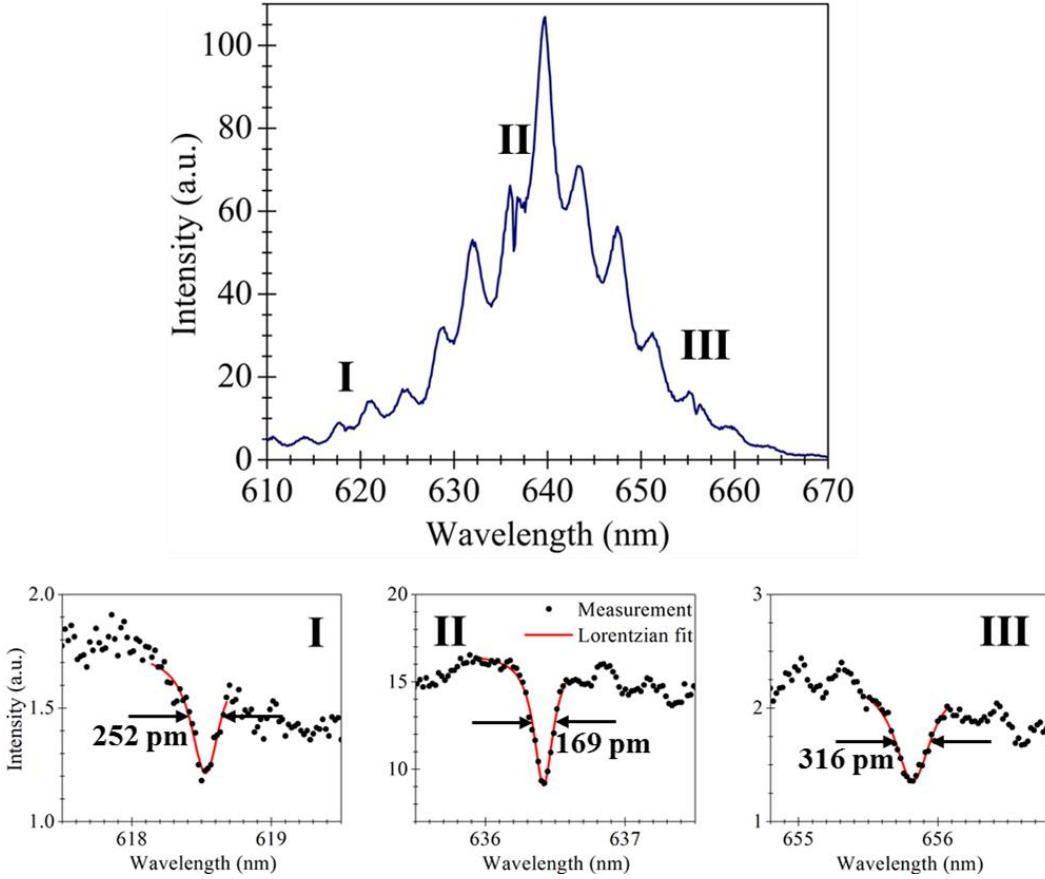 100
80
60
40
20
0
Intensity (a.u.)
I
II
III
610 620 630 640 650 660 670
Wavelength (nm)
2.0
1.5
1.0
Intensity (a.u.)
I
252 pm
618 619
Wavelength (nm)
20
15
10
II
Measurement
Lorentzian fit
169 pm
636 637
Wavelength (nm)
3
2
1
III
316 pm
655 656
Wavelength (nm)